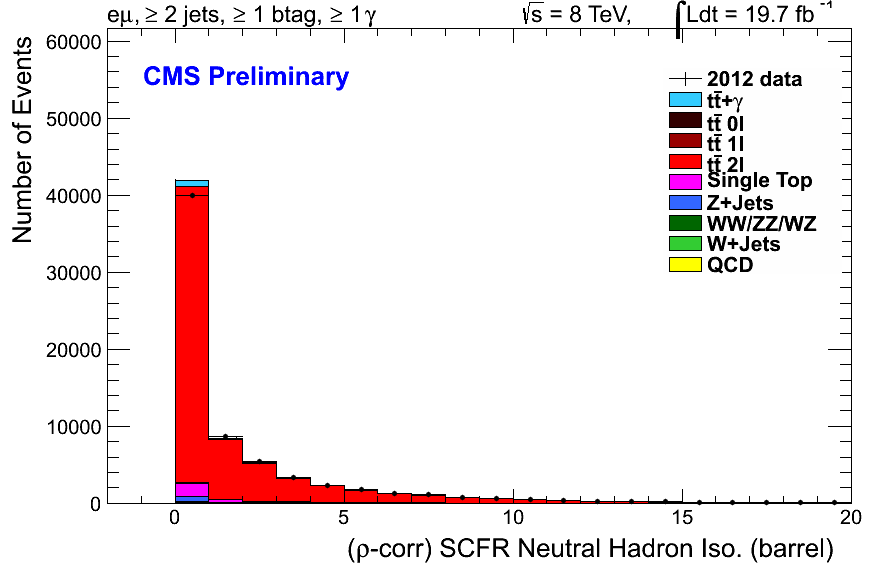 eμ, ≥ 2 jets, ≥ 1 btag, ≥ 1 γ
√s = 8 TeV, ∫Ldt = 19.7 fb⁻¹
CMS Preliminary
2012 data
tt̄+γ
tt̄ 0l
tt̄ 1l
tt̄ 2l
Single Top
Z+Jets
WW/ZZ/WZ
W+Jets
QCD
Number of Events
60000
50000
40000
30000
20000
10000
0
0 5 10 15 20
(ρ-corr) SCFR Neutral Hadron Iso. (barrel)